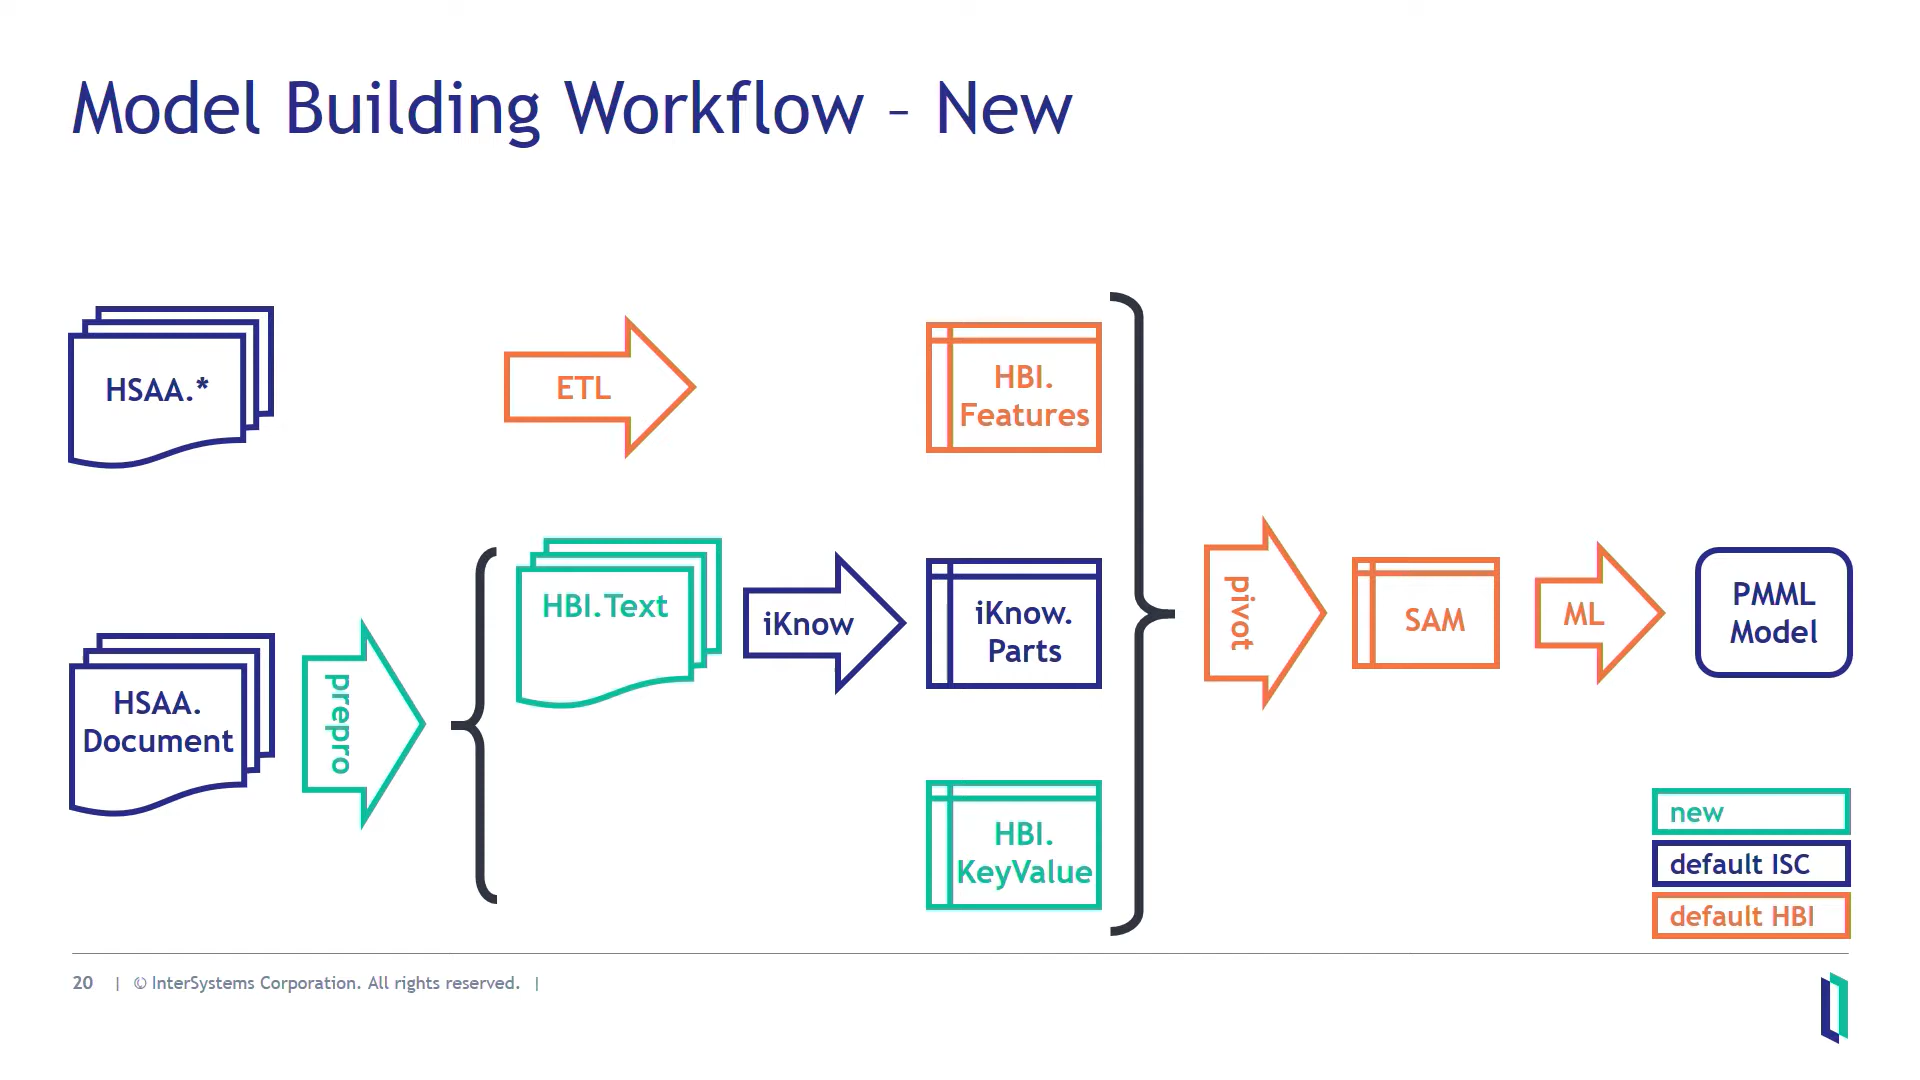 Model Building Workflow – New
HSAA.*
ETL
HBI.
Features
HSAA.
Document
prepro
HBI.Text
iKnow
iKnow.
Parts
HBI.
KeyValue
pivot
SAM
ML
PMML
Model
new
default ISC
default HBI
20 | © InterSystems Corporation. All rights reserved. |